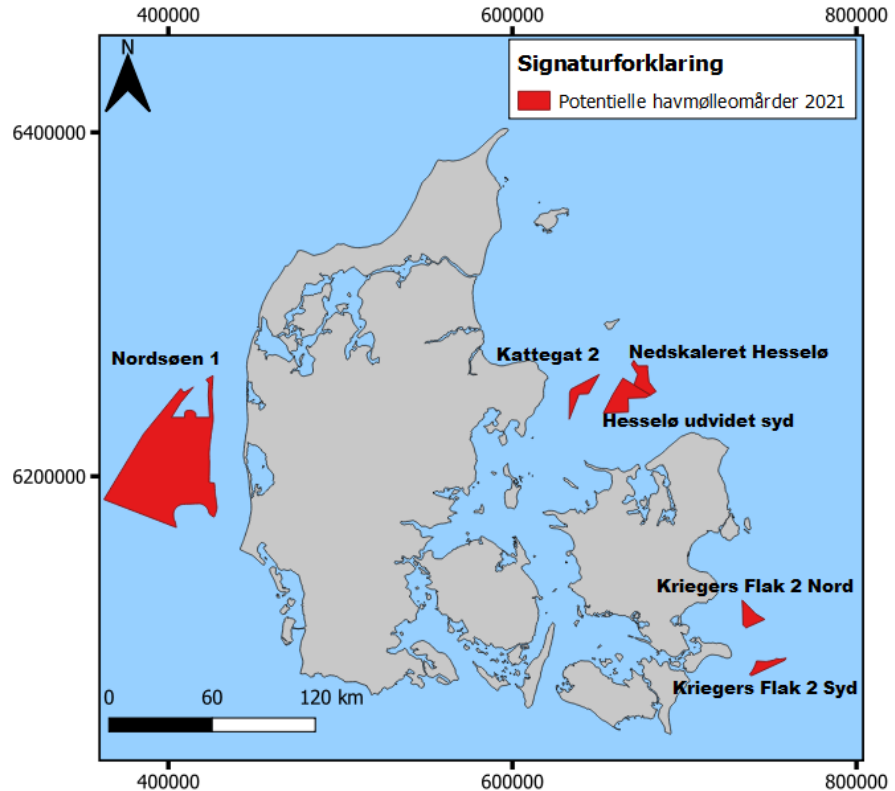 400000 600000 800000
N
Signaturforklaring
Potentielle havmølleområder 2021
6400000
Nordsøen 1
Kattegat 2
Nedskaleret Hesselø
Hesselø udvidet syd
6200000
Kriegers Flak 2 Nord
Kriegers Flak 2 Syd
0 60 120 km
400000 600000 800000